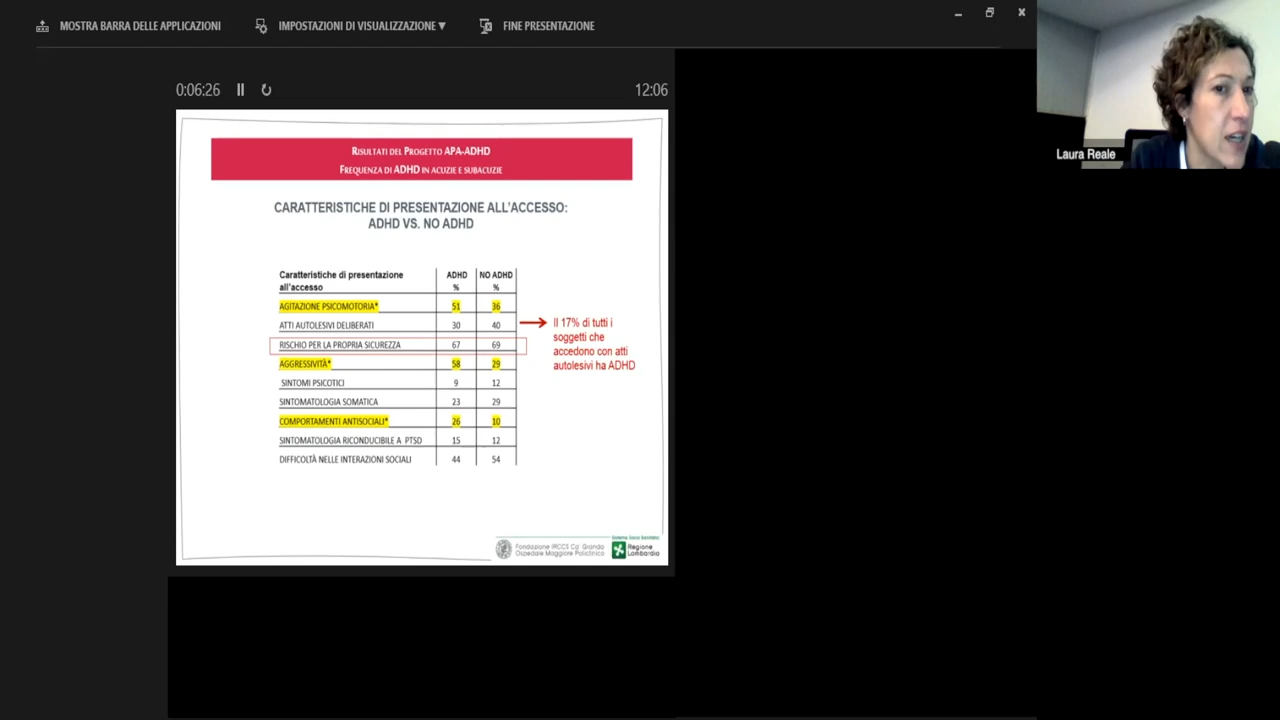 MOSTRA BARRA DELLE APPLICAZIONI
IMPOSTAZIONI DI VISUALIZZAZIONE ▼
FINE PRESENTAZIONE
Laura Reale
0:06:26
12:06
RISULTATI DEL PROGETTO APA-ADHD
FREQUENZA DI ADHD IN ACUZIE E SUBACUZIE
CARATTERISTICHE DI PRESENTAZIONE ALL'ACCESSO:
ADHD VS. NO ADHD
Caratteristiche di presentazione all'accesso ADHD % NO ADHD %
AGITAZIONE PSICOMOTORIA* 51 36
ATTI AUTOLESIVI DELIBERATI 30 40
RISCHIO PER LA PROPRIA SICUREZZA 67 69
AGGRESSIVITÀ* 58 29
SINTOMI PSICOTICI 9 12
SINTOMATOLOGIA SOMATICA 23 29
COMPORTAMENTI ANTISOCIALI* 26 10
SINTOMATOLOGIA RICONDUCIBILE A PTSD 15 12
DIFFICOLTÀ NELLE INTERAZIONI SOCIALI 44 54
Il 17% di tutti i
soggetti che
accedono con atti
autolesivi ha ADHD
Fondazione IRCCS Ca' Granda
Ospedale Maggiore Policlinico
Sistema Socio Sanitario
Regione
Lombardia